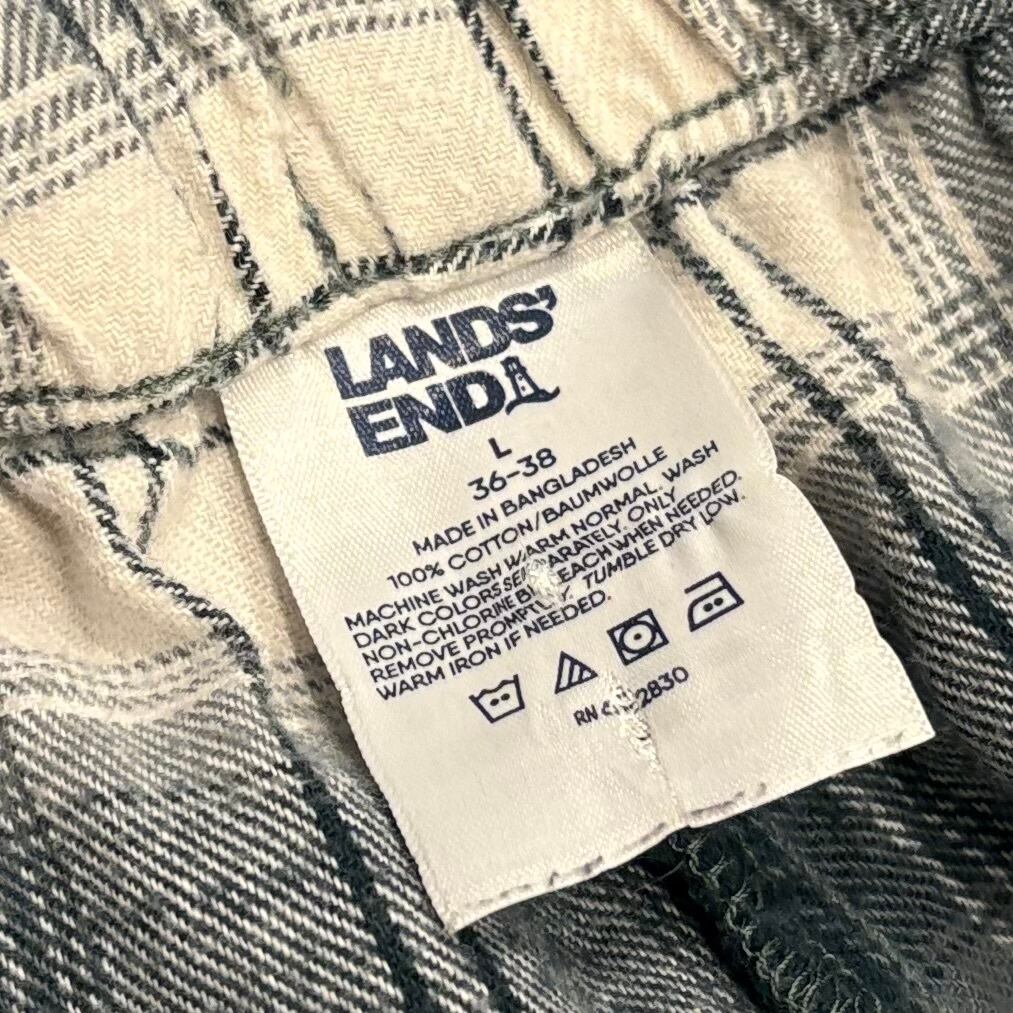 LANDS'
END
L
36-38
MADE IN BANGLADESH
100% COTTON/BAUMWOLLE
MACHINE WASH WARM NORMAL. WASH
DARK COLORS SEPARATELY. ONLY
NON-CHLORINE BLEACH WHEN NEEDED.
REMOVE PROMPTLY. TUMBLE DRY LOW.
WARM IRON IF NEEDED.
RN